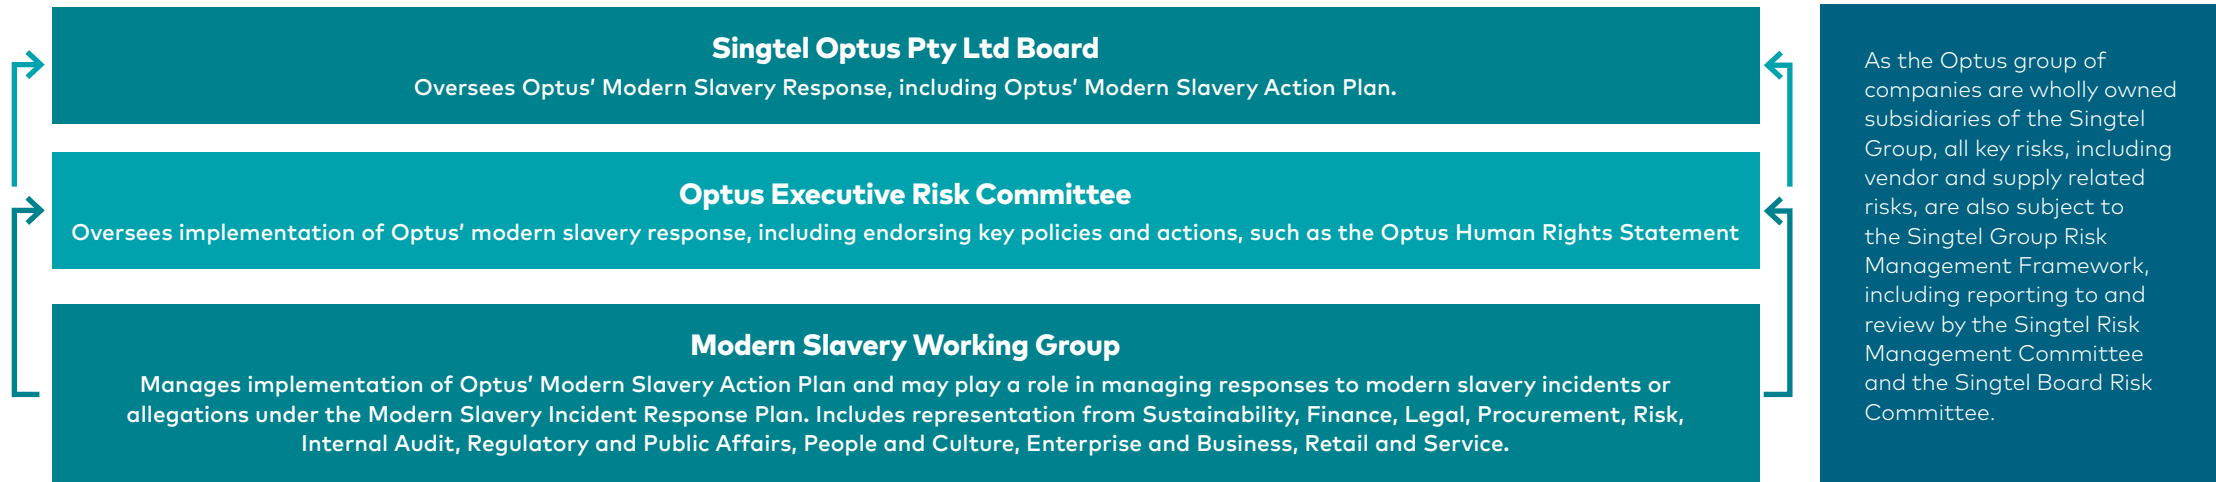 Singtel Optus Pty Ltd Board
Oversees Optus’ Modern Slavery Response, including Optus’ Modern Slavery Action Plan.
Optus Executive Risk Committee
Oversees implementation of Optus’ modern slavery response, including endorsing key policies and actions, such as the Optus Human Rights Statement
Modern Slavery Working Group
Manages implementation of Optus’ Modern Slavery Action Plan and may play a role in managing responses to modern slavery incidents or
allegations under the Modern Slavery Incident Response Plan. Includes representation from Sustainability, Finance, Legal, Procurement, Risk,
Internal Audit, Regulatory and Public Affairs, People and Culture, Enterprise and Business, Retail and Service.
As the Optus group of
companies are wholly owned
subsidiaries of the Singtel
Group, all key risks, including
vendor and supply related
risks, are also subject to
the Singtel Group Risk
Management Framework,
including reporting to and
review by the Singtel Risk
Management Committee
and the Singtel Board Risk
Committee.